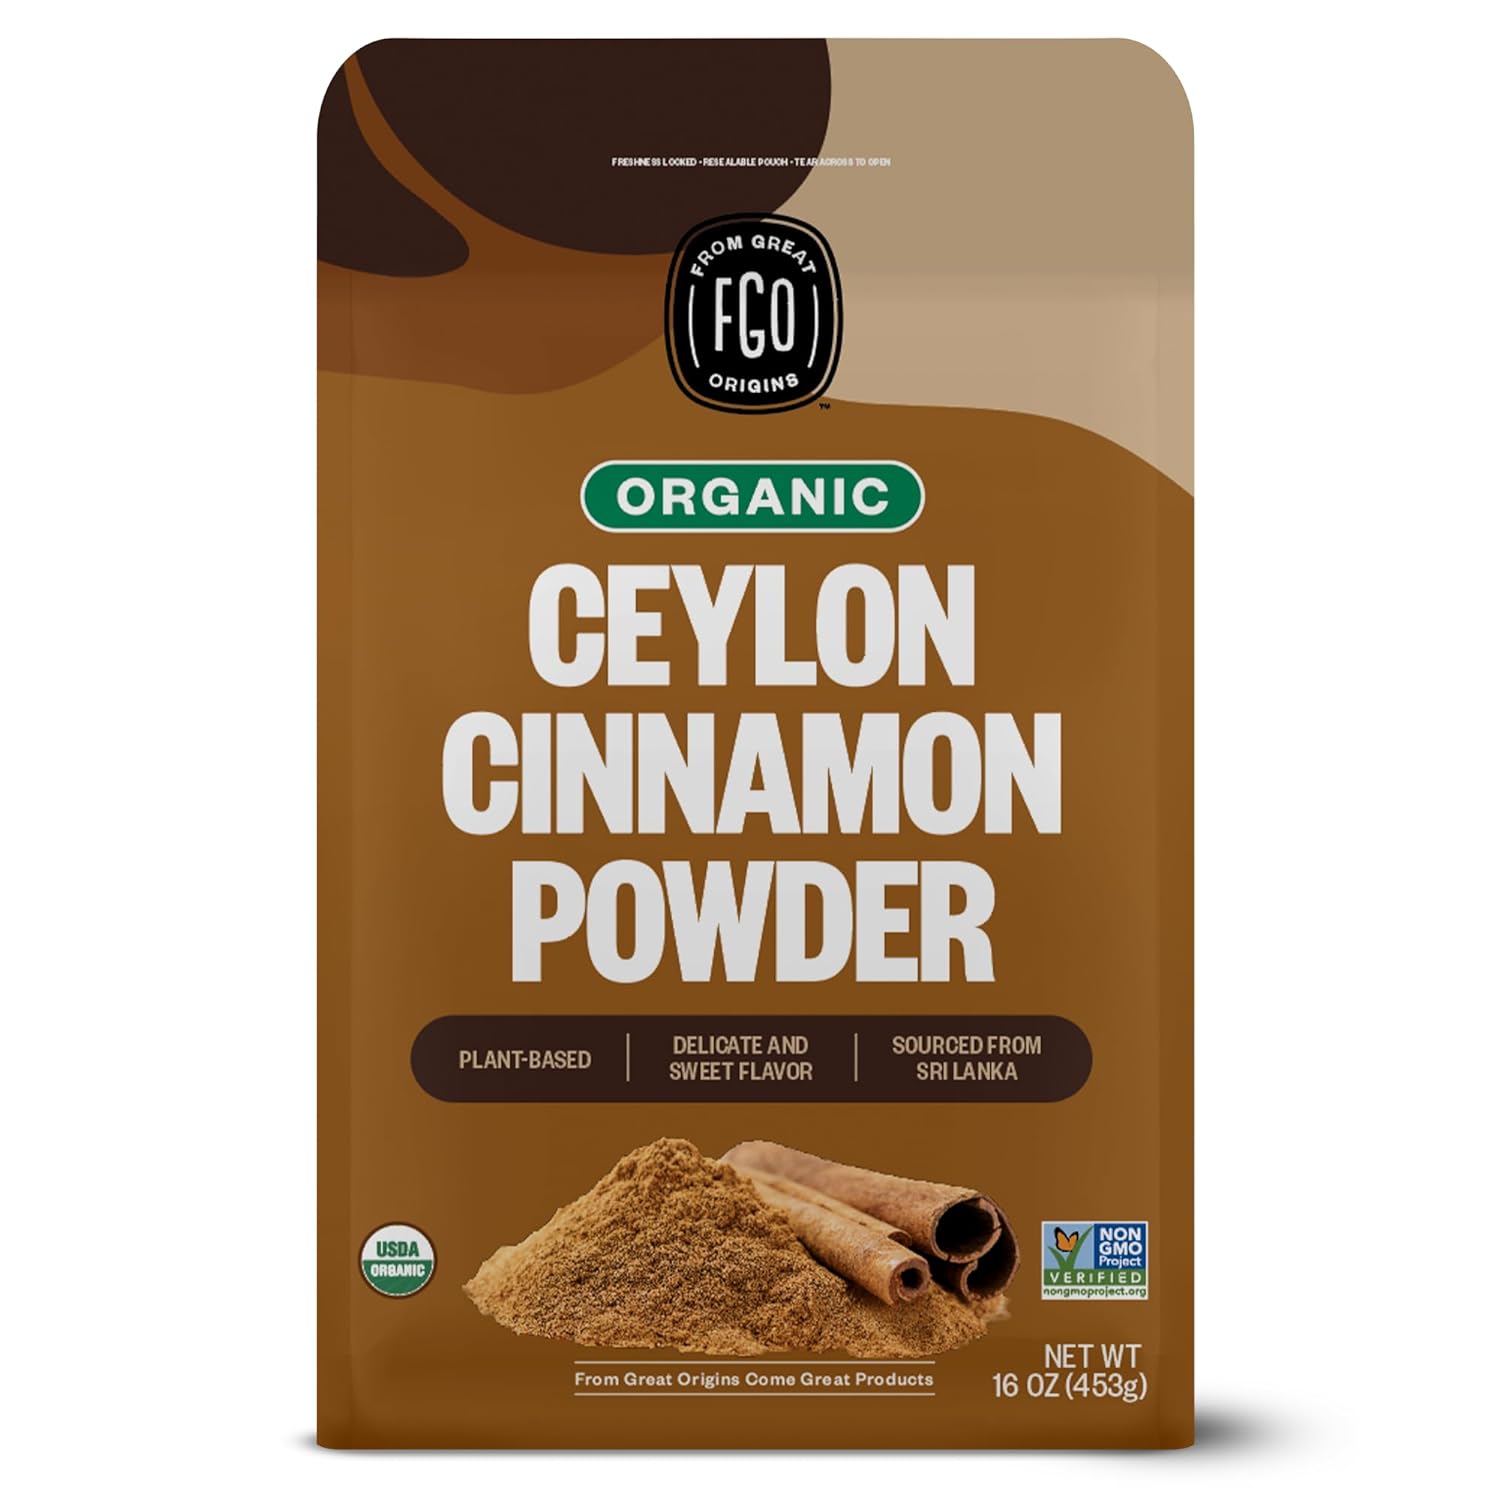 FRESHNESS LOCKED - RESEALABLE POUCH - TEAR ACROSS TO OPEN
FROM GREAT
FGO
ORIGINS
™
ORGANIC
CEYLON
CINNAMON
POWDER
PLANT-BASED
DELICATE AND
SWEET FLAVOR
SOURCED FROM
SRI LANKA
USDA
ORGANIC
NON
GMO
Project
VERIFIED
nongmoproject.org
From Great Origins Come Great Products
NET WT
16 OZ (453g)